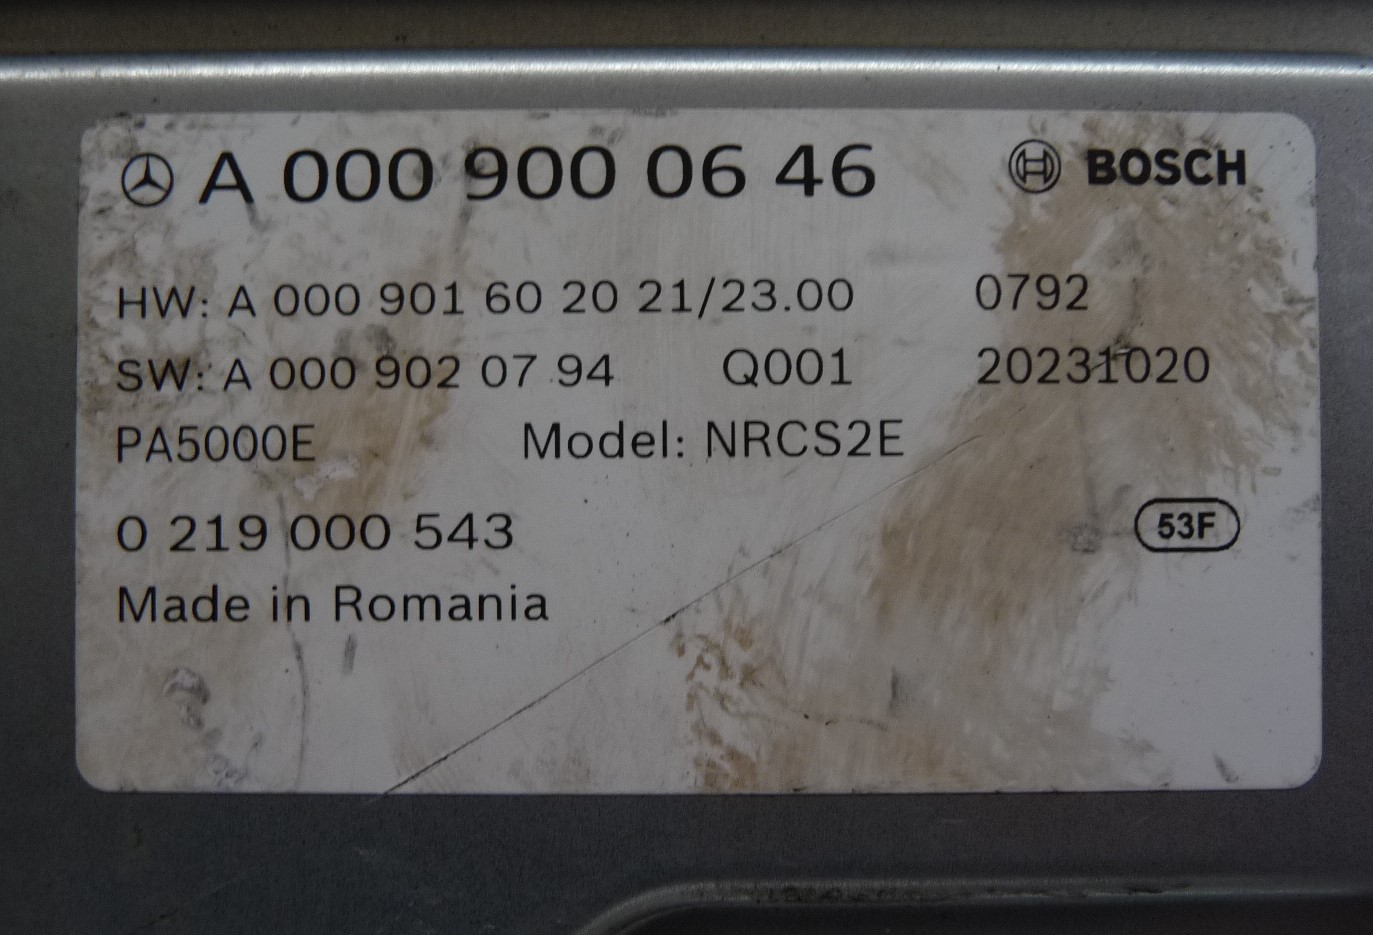 A 000 900 06 46 BOSCH
HW: A 000 901 60 20 21/23.00 0792
SW: A 000 902 07 94 Q001 20231020
PA5000E Model: NRCS2E
0 219 000 543 53F
Made in Romania